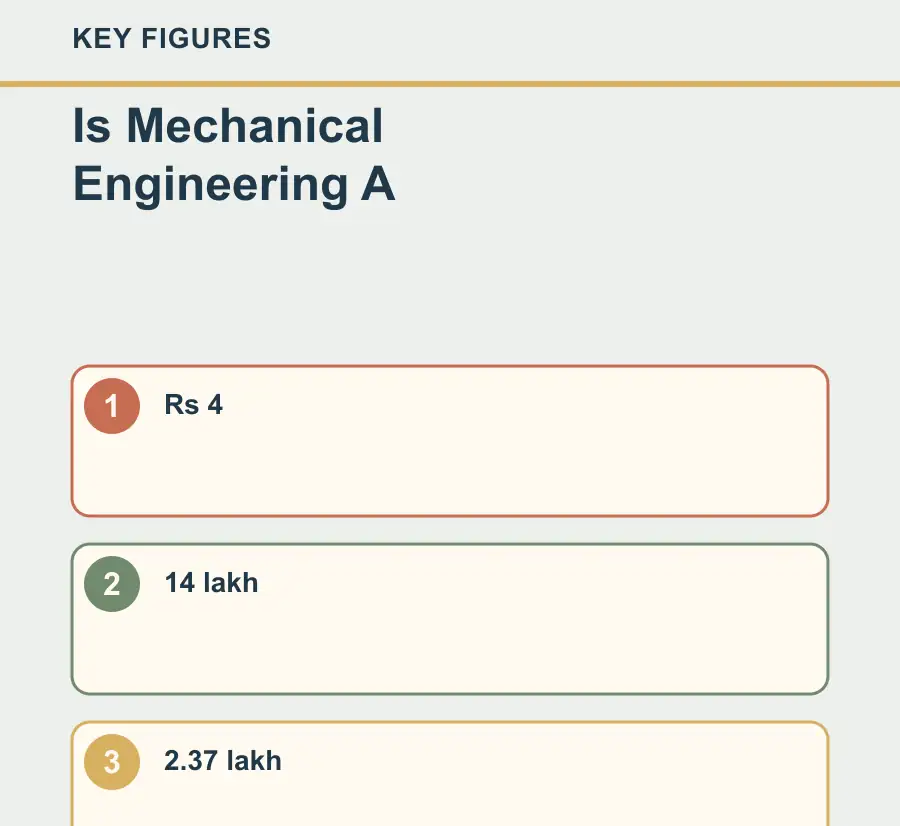 KEY FIGURES
Is Mechanical
Engineering A
1
Rs 4
2
14 lakh
3
2.37 lakh